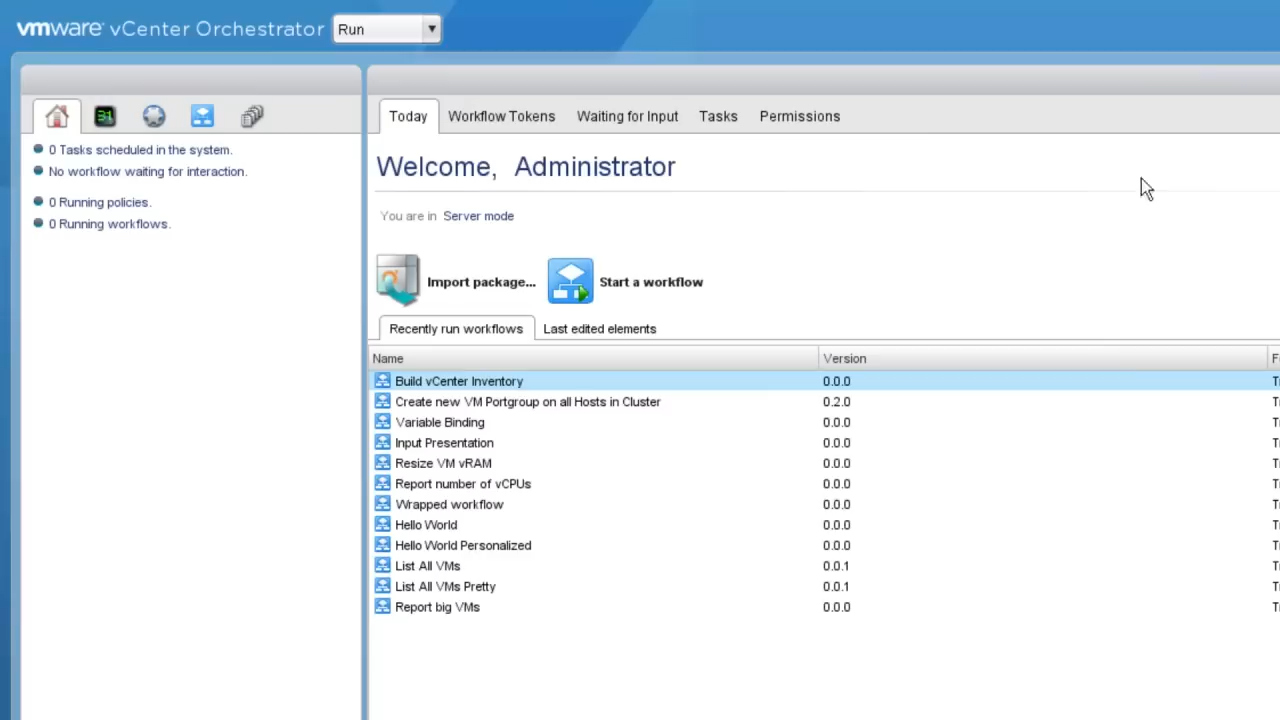 vmware vCenter Orchestrator Run
0 Tasks scheduled in the system.
No workflow waiting for interaction.
0 Running policies.
0 Running workflows.
Today Workflow Tokens Waiting for Input Tasks Permissions
Welcome, Administrator
You are in Server mode
Import package... Start a workflow
Recently run workflows Last edited elements
Name Version
Build vCenter Inventory 0.0.0
Create new VM Portgroup on all Hosts in Cluster 0.2.0
Variable Binding 0.0.0
Input Presentation 0.0.0
Resize VM vRAM 0.0.0
Report number of vCPUs 0.0.0
Wrapped workflow 0.0.0
Hello World 0.0.0
Hello World Personalized 0.0.0
List All VMs 0.0.1
List All VMs Pretty 0.0.1
Report big VMs 0.0.0